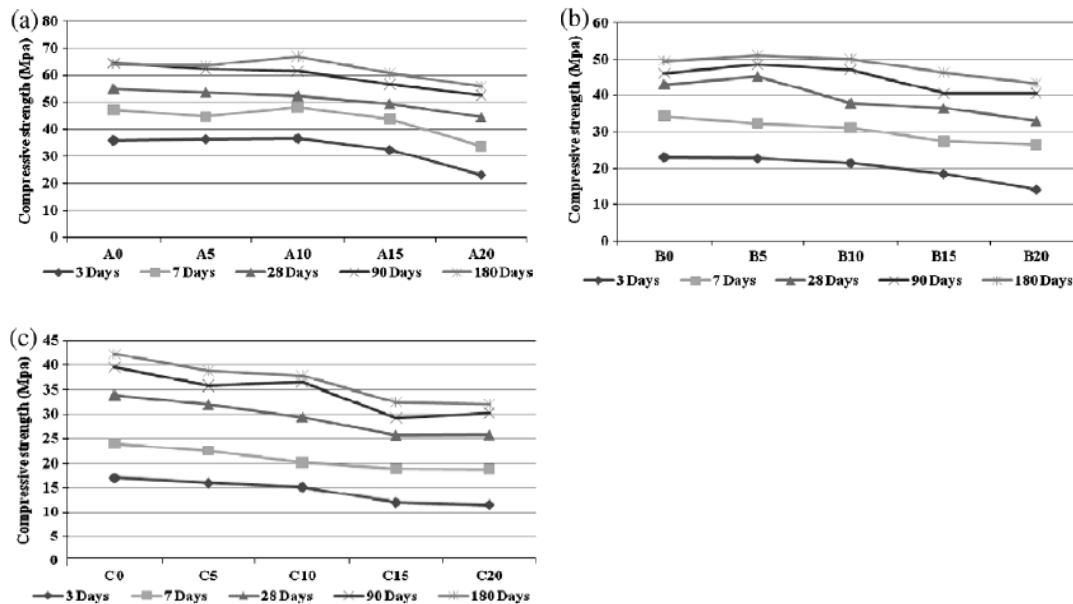 (a)
Compressive strength (Mpa)
80
70
60
50
40
30
20
10
0
A0 A5 A10 A15 A20
3 Days 7 Days 28 Days 90 Days 180 Days
(b)
Compressive strength (Mpa)
60
50
40
30
20
10
0
B0 B5 B10 B15 B20
3 Days 7 Days 28 Days 90 Days 180 Days
(c)
Compressive strength (Mpa)
45
40
35
30
25
20
15
10
5
0
C0 C5 C10 C15 C20
3 Days 7 Days 28 Days 90 Days 180 Days